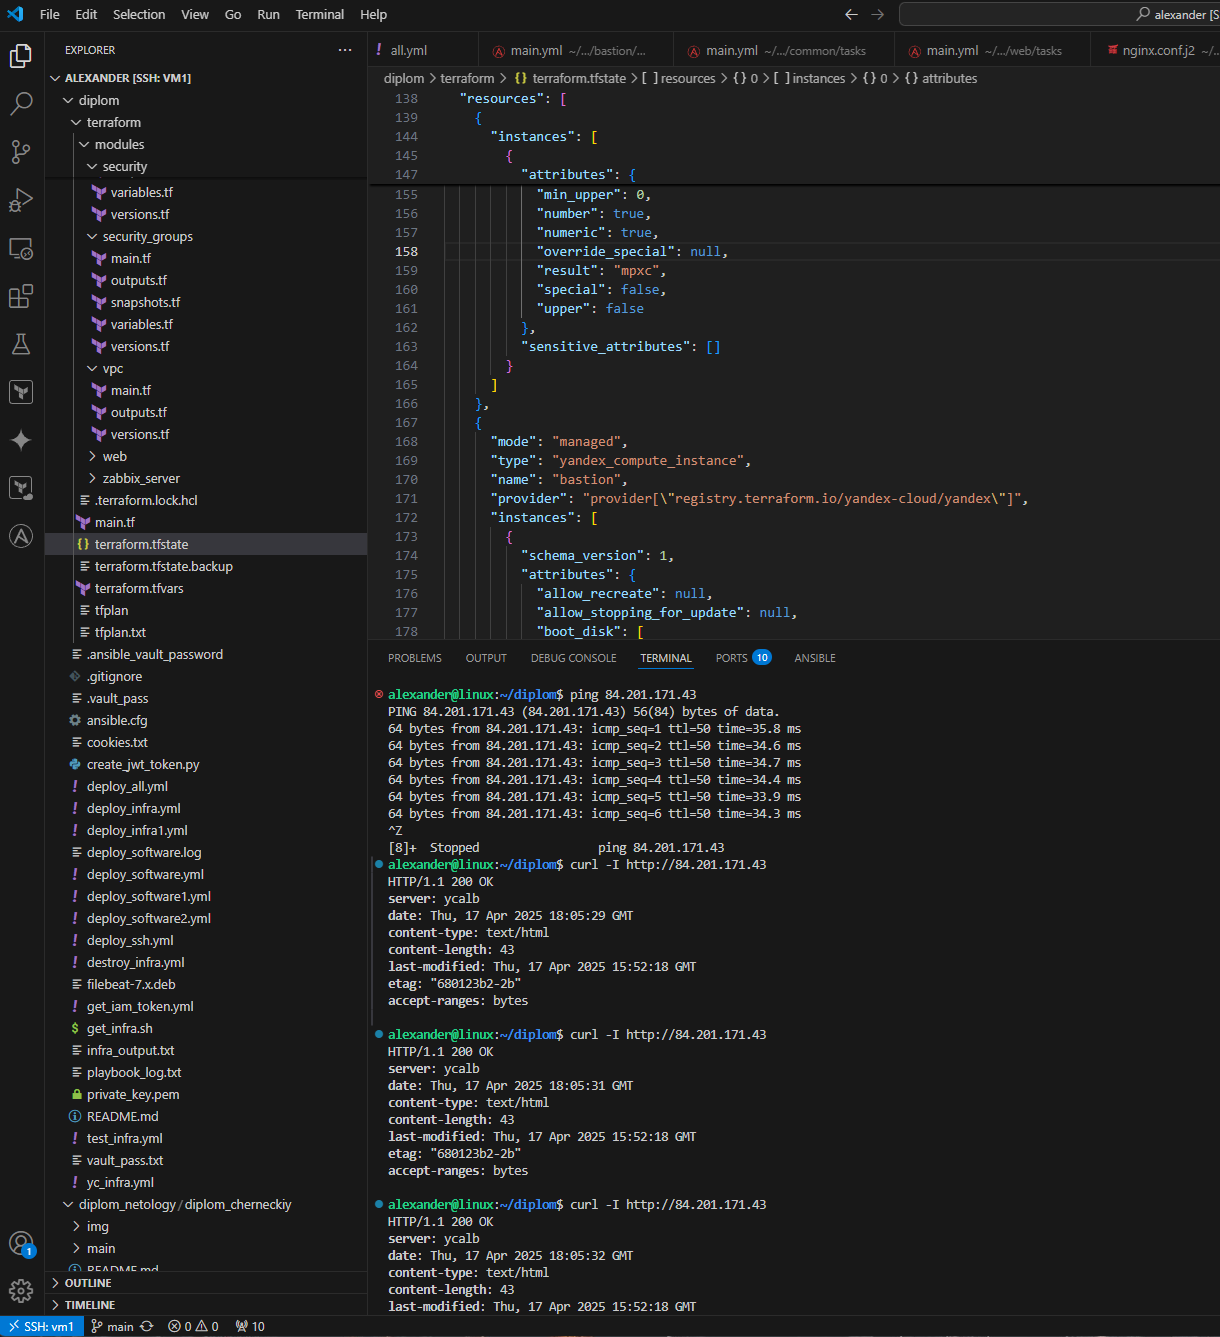 File Edit Selection View Go Run Terminal Help
alexander [S
EXPLORER
ALEXANDER [SSH: VM1]
diplom
terraform
modules
security
variables.tf
versions.tf
security_groups
main.tf
outputs.tf
snapshots.tf
variables.tf
versions.tf
vpc
main.tf
outputs.tf
versions.tf
web
zabbix_server
.terraform.lock.hcl
main.tf
terraform.tfstate
terraform.tfstate.backup
terraform.tfvars
tfplan
tfplan.txt
.ansible_vault_password
.gitignore
.vault_pass
ansible.cfg
cookies.txt
create_jwt_token.py
deploy_all.yml
deploy_infra.yml
deploy_infra1.yml
deploy_software.log
deploy_software.yml
deploy_software1.yml
deploy_software2.yml
deploy_ssh.yml
destroy_infra.yml
filebeat-7.x.deb
get_iam_token.yml
get_infra.sh
infra_output.txt
playbook_log.txt
private_key.pem
README.md
test_infra.yml
vault_pass.txt
yc_infra.yml
diplom_netology / diplom_cherneckiy
img
main
README.md
OUTLINE
TIMELINE
all.yml main.yml ~/.../bastion/... main.yml ~/.../common/tasks main.yml ~/.../web/tasks nginx.conf.j2 ~/...
diplom > terraform > {} terraform.tfstate > [ ] resources > {} 0 > [ ] instances > {} 0 > {} attributes
138 "resources": [
139 {
144 "instances": [
145 {
147 "attributes": {
155 "min_upper": 0,
156 "number": true,
157 "numeric": true,
158 "override_special": null,
159 "result": "mpxc",
160 "special": false,
161 "upper": false
162 },
163 "sensitive_attributes": []
164 }
165 ]
166 },
167 {
168 "mode": "managed",
169 "type": "yandex_compute_instance",
170 "name": "bastion",
171 "provider": "provider[\"registry.terraform.io/yandex-cloud/yandex\"]",
172 "instances": [
173 {
174 "schema_version": 1,
175 "attributes": {
176 "allow_recreate": null,
177 "allow_stopping_for_update": null,
178 "boot_disk": [
PROBLEMS OUTPUT DEBUG CONSOLE TERMINAL PORTS 10 ANSIBLE
alexander@linux:~/diplom$ ping 84.201.171.43
PING 84.201.171.43 (84.201.171.43) 56(84) bytes of data.
64 bytes from 84.201.171.43: icmp_seq=1 ttl=50 time=35.8 ms
64 bytes from 84.201.171.43: icmp_seq=2 ttl=50 time=34.6 ms
64 bytes from 84.201.171.43: icmp_seq=3 ttl=50 time=34.7 ms
64 bytes from 84.201.171.43: icmp_seq=4 ttl=50 time=34.4 ms
64 bytes from 84.201.171.43: icmp_seq=5 ttl=50 time=33.9 ms
64 bytes from 84.201.171.43: icmp_seq=6 ttl=50 time=34.3 ms
^Z
[8]+ Stopped ping 84.201.171.43
alexander@linux:~/diplom$ curl -I http://84.201.171.43
HTTP/1.1 200 OK
server: ycalb
date: Thu, 17 Apr 2025 18:05:29 GMT
content-type: text/html
content-length: 43
last-modified: Thu, 17 Apr 2025 15:52:18 GMT
etag: "680123b2-2b"
accept-ranges: bytes
alexander@linux:~/diplom$ curl -I http://84.201.171.43
HTTP/1.1 200 OK
server: ycalb
date: Thu, 17 Apr 2025 18:05:31 GMT
content-type: text/html
content-length: 43
last-modified: Thu, 17 Apr 2025 15:52:18 GMT
etag: "680123b2-2b"
accept-ranges: bytes
alexander@linux:~/diplom$ curl -I http://84.201.171.43
HTTP/1.1 200 OK
server: ycalb
date: Thu, 17 Apr 2025 18:05:32 GMT
content-type: text/html
content-length: 43
last-modified: Thu, 17 Apr 2025 15:52:18 GMT
1
SSH: vm1 main 0 0 10